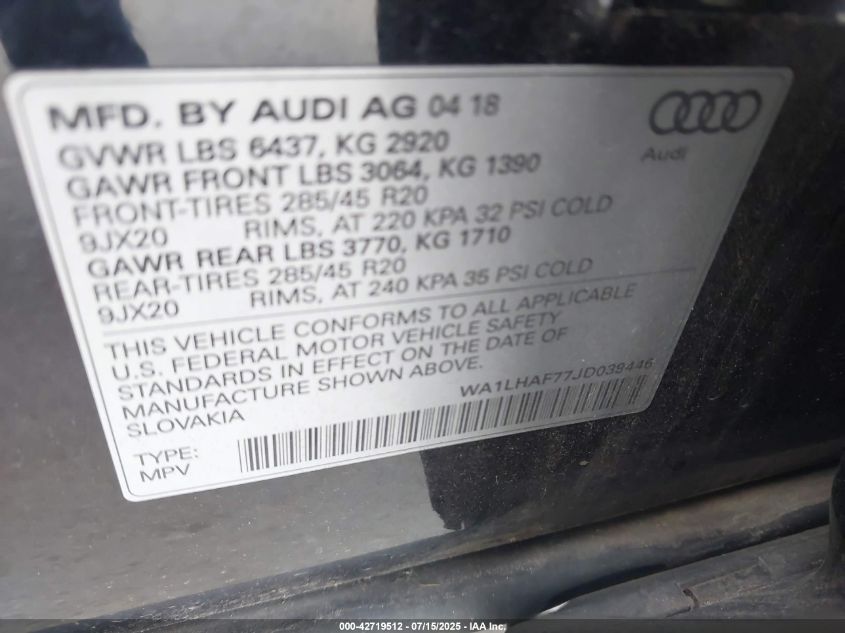 MFD. BY AUDI AG 04 18
GVWR LBS 6437, KG 2920
GAWR FRONT LBS 3064, KG 1390
FRONT-TIRES 285/45 R20
9JX20 RIMS, AT 220 KPA 32 PSI COLD
GAWR REAR LBS 3770, KG 1710
REAR-TIRES 285/45 R20
9JX20 RIMS, AT 240 KPA 35 PSI COLD
Audi
THIS VEHICLE CONFORMS TO ALL APPLICABLE
U.S. FEDERAL MOTOR VEHICLE SAFETY
STANDARDS IN EFFECT ON THE DATE OF
MANUFACTURE SHOWN ABOVE.
SLOVAKIA
WA1LHAF77JD039446
TYPE:
MPV
000-42719512 - 07/15/2025 - IAA Inc.